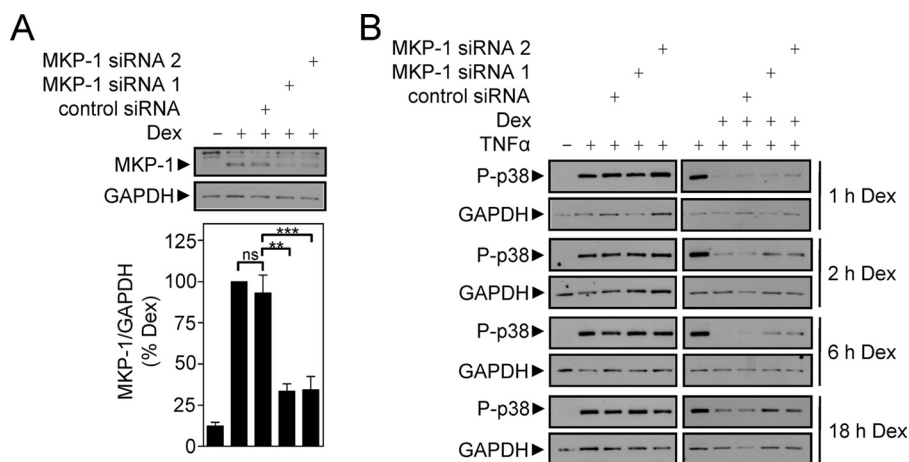 A
MKP-1 siRNA 2 +
MKP-1 siRNA 1 +
control siRNA +
Dex – + + + +
MKP-1►
GAPDH►
MKP-1/GAPDH
(% Dex)
125
100
75
50
25
0
ns
**
***
B
MKP-1 siRNA 2 + +
MKP-1 siRNA 1 + +
control siRNA + +
Dex + + + +
TNFα – + + + + + + + + +
P-p38►
GAPDH►
1 h Dex
P-p38►
GAPDH►
2 h Dex
P-p38►
GAPDH►
6 h Dex
P-p38►
GAPDH►
18 h Dex